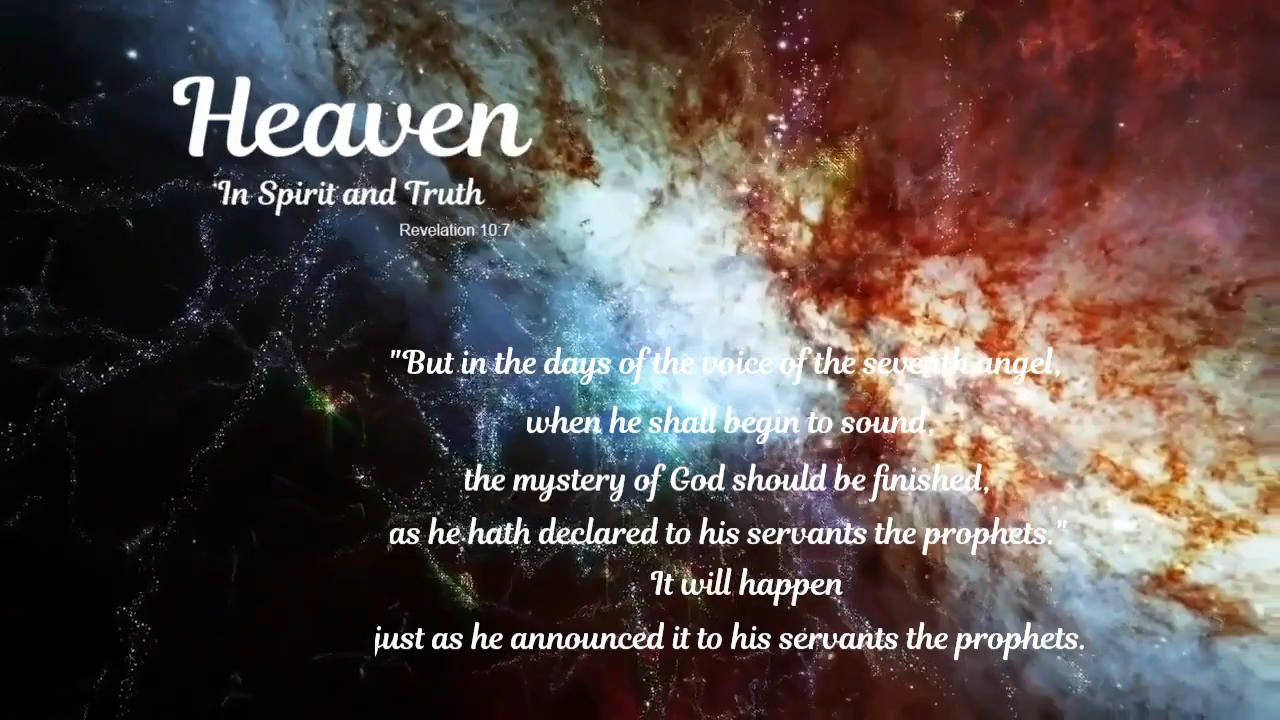 Heaven
In Spirit and Truth
Revelation 10:7
"But in the days of the voice of the seventh angel,
when he shall begin to sound,
the mystery of God should be finished,
as he hath declared to his servants the prophets."
It will happen
just as he announced it to his servants the prophets.